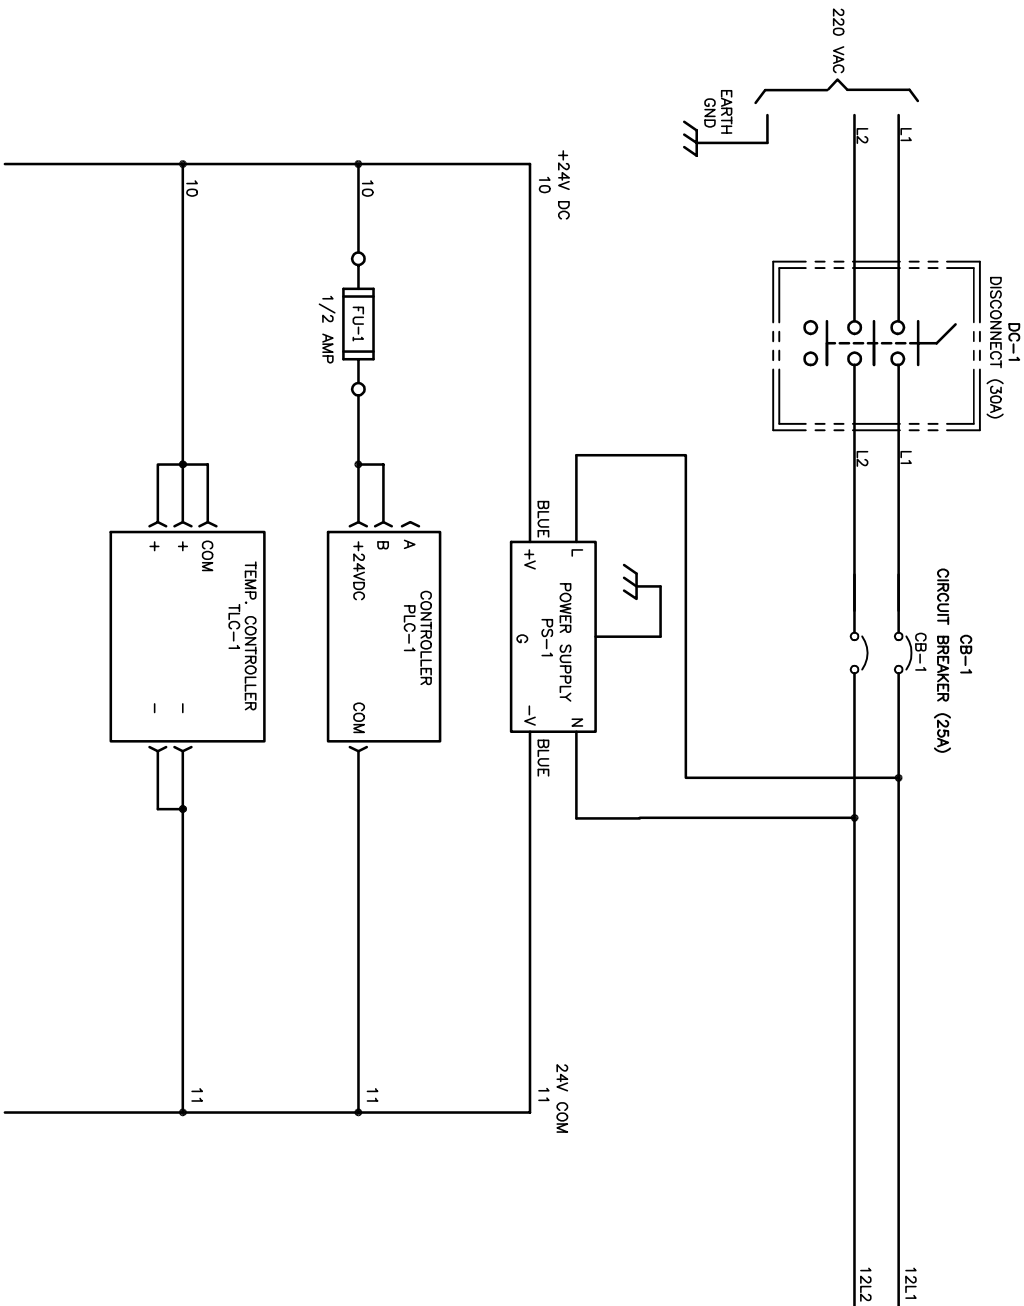 DC-1
DISCONNECT (30A)
CB-1
CIRCUIT BREAKER (25A)
L1
L1
CB-1
12L1
220 VAC
L2
L2
12L2
EARTH
GND
+24V DC
10
24V COM
11
BLUE
L
N
BLUE
+V
POWER SUPPLY
PS-1
G
-V
10
FU-1
1/2 AMP
A
B
+24VDC
CONTROLLER
PLC-1
COM
11
10
COM
+
+
TEMP. CONTROLLER
TLC-1
-
-
11